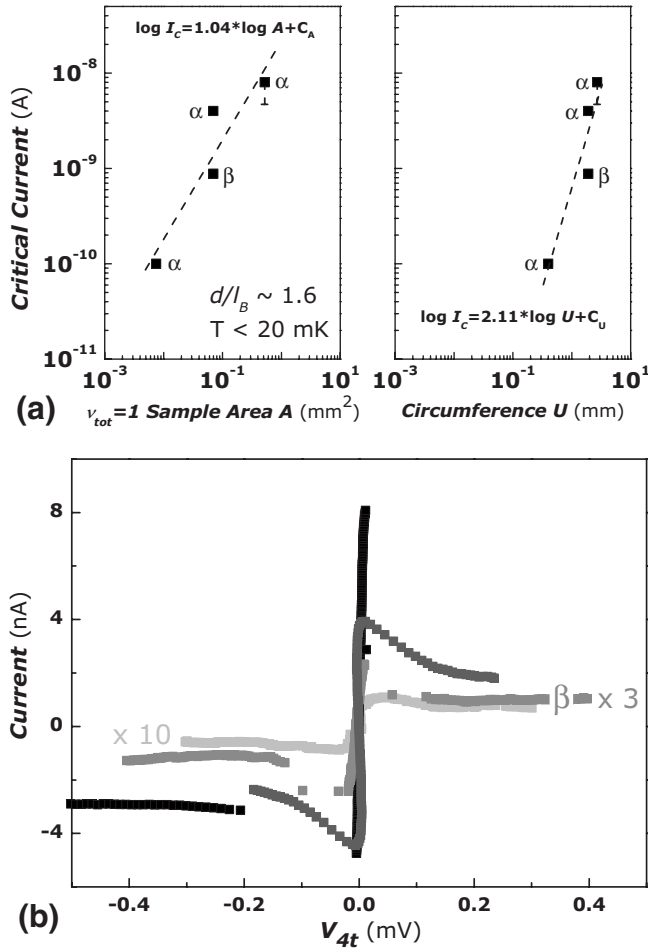 log I_C=1.04*log A+C_A
10^-8
10^-9
10^-10
10^-11
Critical Current (A)
α
α
β
α
d/l_B ~ 1.6
T < 20 mK
10^-3 10^-1 10^1
ν_tot=1 Sample Area A (mm^2)
α
α
β
α
log I_C=2.11*log U+C_U
10^-3 10^-1 10^1
Circumference U (mm)
(a)
8
4
0
-4
Current (nA)
x 10
β x 3
-0.4 -0.2 0.0 0.2 0.4
V_4t (mV)
(b)